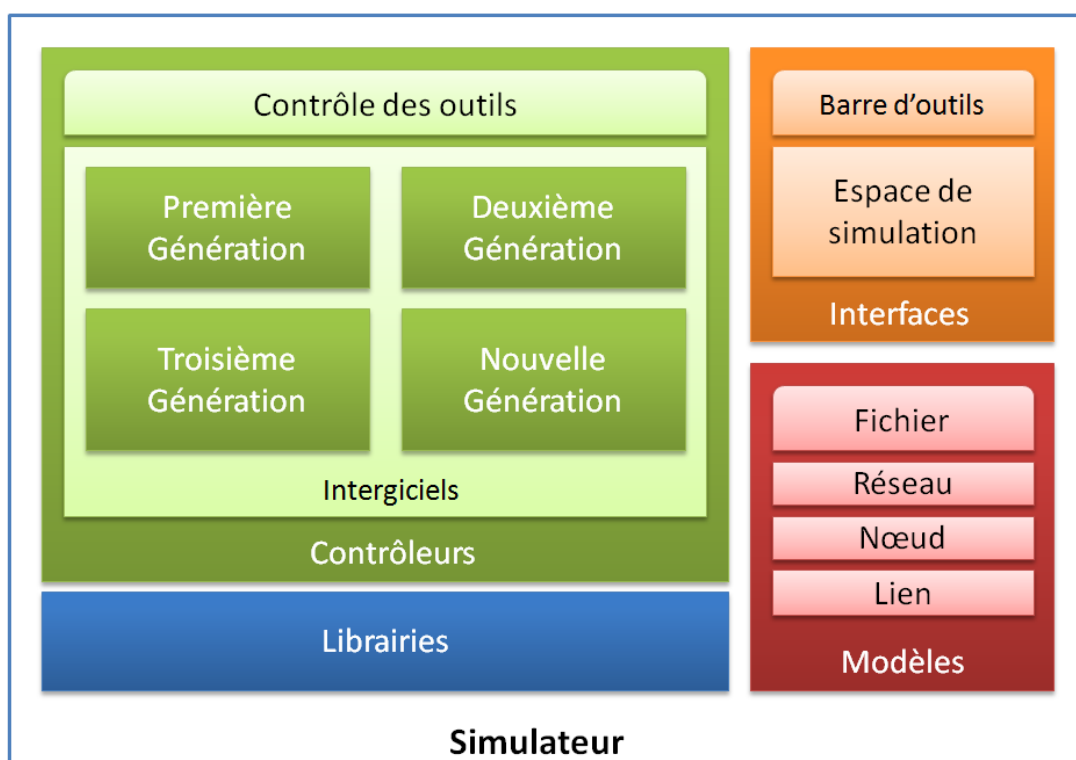 Contrôle des outils
Première
Génération
Deuxième
Génération
Troisième
Génération
Nouvelle
Génération
Intergiciels
Contrôleurs
Librairies
Barre d’outils
Espace de
simulation
Interfaces
Fichier
Réseau
Nœud
Lien
Modèles
Simulateur